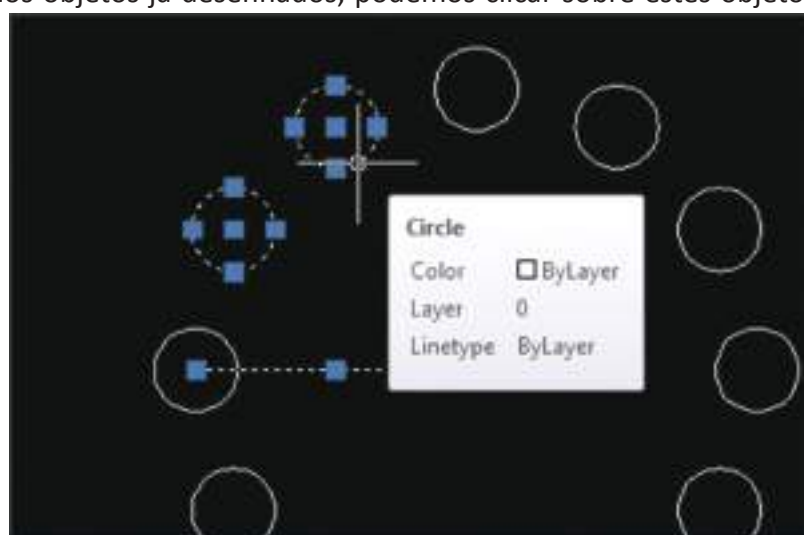 objetos já desenhados, podemos clicar sobre estes objeto
Circle
Color ByLayer
Layer 0
Linetype ByLayer